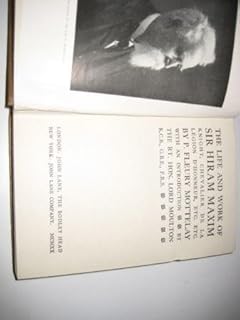 THE LIFE AND WORK OF
SIR HIRAM MAXIM
KNIGHT, CHEVALIER DE LA
LEGION D'HONNEUR, ETC. ETC.
BY P. FLEURY MOTTELAY
WITH AN INTRODUCTION BY
THE RT. HON. LORD MOULTON
K.C.B., G.B.E., F.R.S.
LONDON, JOHN LANE, THE BODLEY HEAD
NEW YORK, JOHN LANE COMPANY, MCMXX